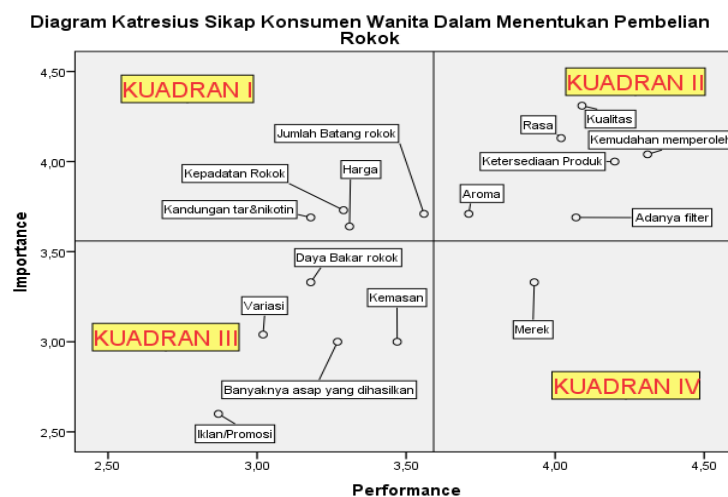 Diagram Katresius Sikap Konsumen Wanita Dalam Menentukan Pembelian
Rokok
KUADRAN I
KUADRAN II
Jumlah Batang rokok
Rasa
Kualitas
Kemudahan memperoleh
Kepadatan Rokok
Harga
Ketersediaan Produk
Kandungan tar&nikotin
Aroma
Adanya filter
Daya Bakar rokok
Variasi
Kemasan
KUADRAN III
Merek
Banyaknya asap yang dihasilkan
KUADRAN IV
Iklan/Promosi
Importance
4,50
4,00
3,50
3,00
2,50
2,50
3,00
3,50
4,00
4,50
Performance